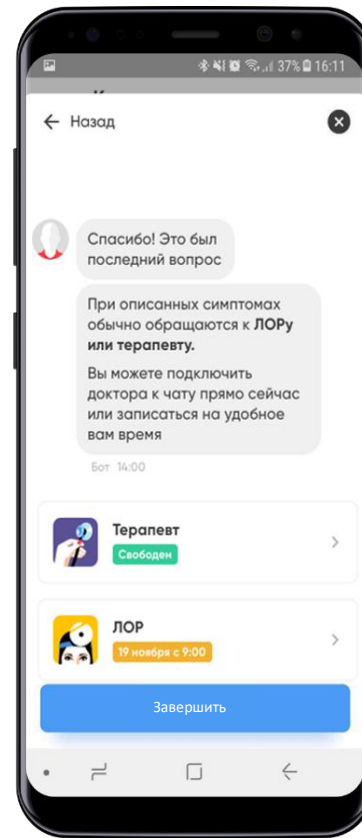 37% 16:11
← Назад
Спасибо! Это был
последний вопрос
При описанных симптомах
обычно обращаются к ЛОРу
или терапевту.
Вы можете подключить
доктора к чату прямо сейчас
или записаться на удобное
вам время
Бот 14:00
Терапевт
Свободен
ЛОР
19 ноября с 9:00
Завершить